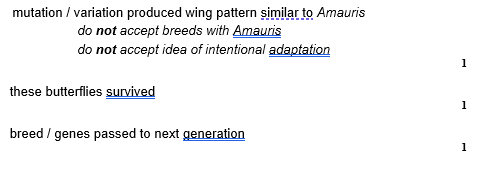 mutation / variation produced wing pattern similar to Amauris
do not accept breeds with Amauris
do not accept idea of intentional adaptation
1
these butterflies survived
1
breed / genes passed to next generation
1